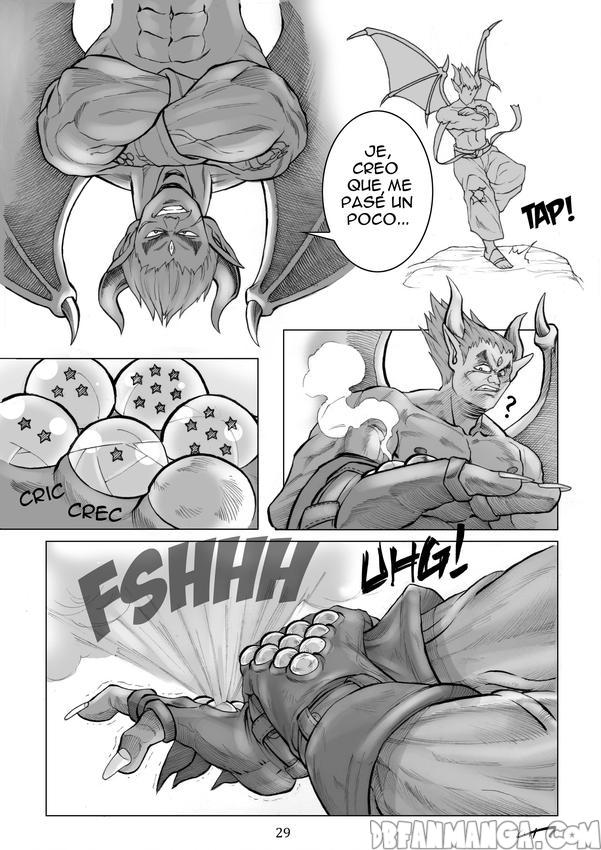 JE,
CREO
QUE ME
PASÉ UN
POCO...
TAP!
CRIC
CREC
?
FSHHH
UHG!
29
DBFANMANGA.COM